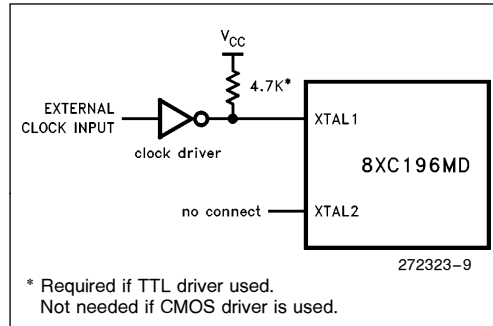 VCC
4.7K*
EXTERNAL
CLOCK INPUT
clock driver
XTAL1
8XC196MD
no connect
XTAL2
272323-9
* Required if TTL driver used.
Not needed if CMOS driver is used.